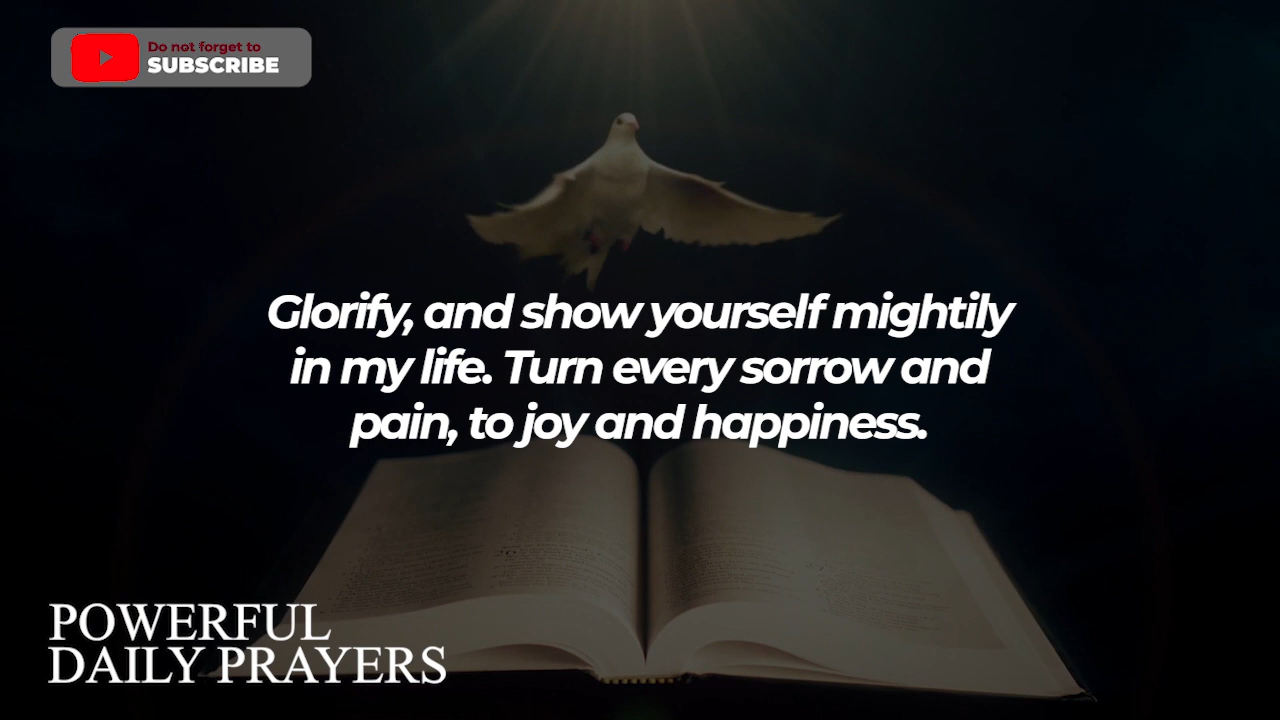 Do not forget to
SUBSCRIBE
Glorify, and show yourself mightily
in my life. Turn every sorrow and
pain, to joy and happiness.
POWERFUL
DAILY PRAYERS